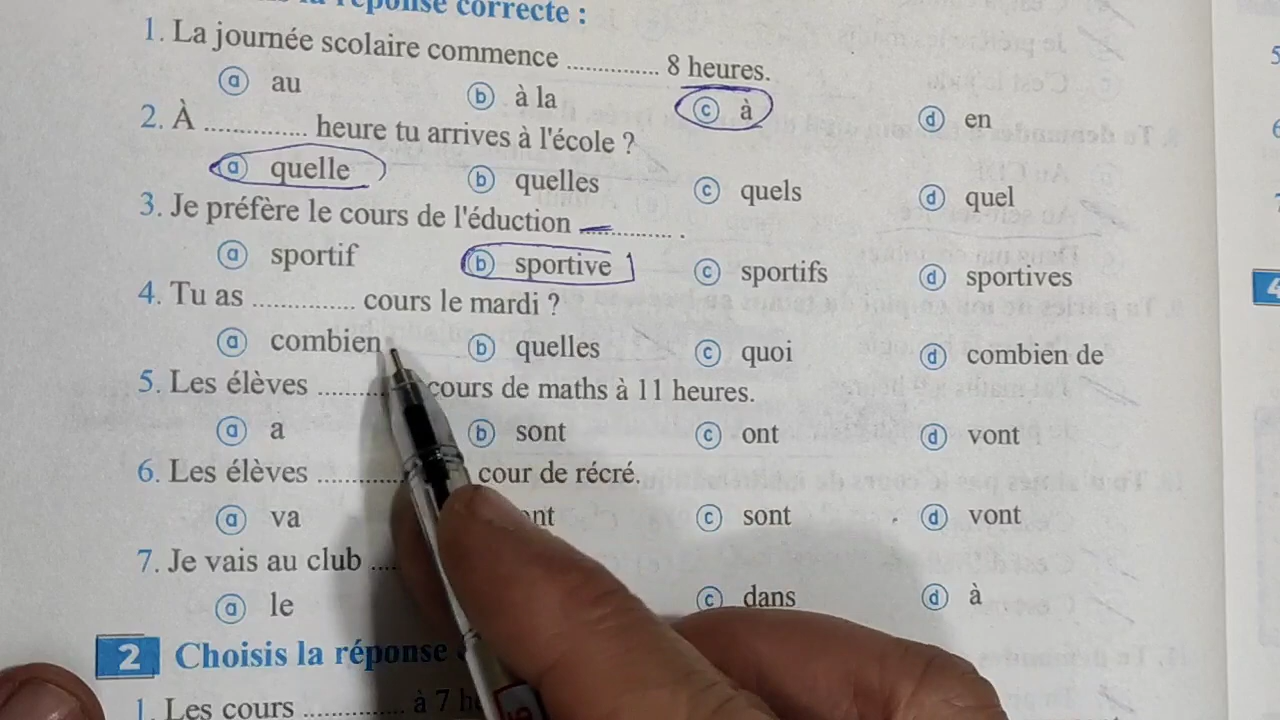 réponse correcte :
1. La journée scolaire commence .............. 8 heures.
ⓐ au ⓑ à la ⓒ à ⓓ en
2. À .............. heure tu arrives à l'école ?
ⓐ quelle ⓑ quelles ⓒ quels ⓓ quel
3. Je préfère le cours de l'éduction .............. .
ⓐ sportif ⓑ sportive ⓒ sportifs ⓓ sportives
4. Tu as .............. cours le mardi ?
ⓐ combien ⓑ quelles ⓒ quoi ⓓ combien de
5. Les élèves .......... cours de maths à 11 heures.
ⓐ a ⓑ sont ⓒ ont ⓓ vont
6. Les élèves ............ cour de récré.
ⓐ va ⓒ sont ⓓ vont
7. Je vais au club ....
ⓐ le ⓒ dans ⓓ à
2 Choisis la réponse
1. Les cours .............. à 7 h